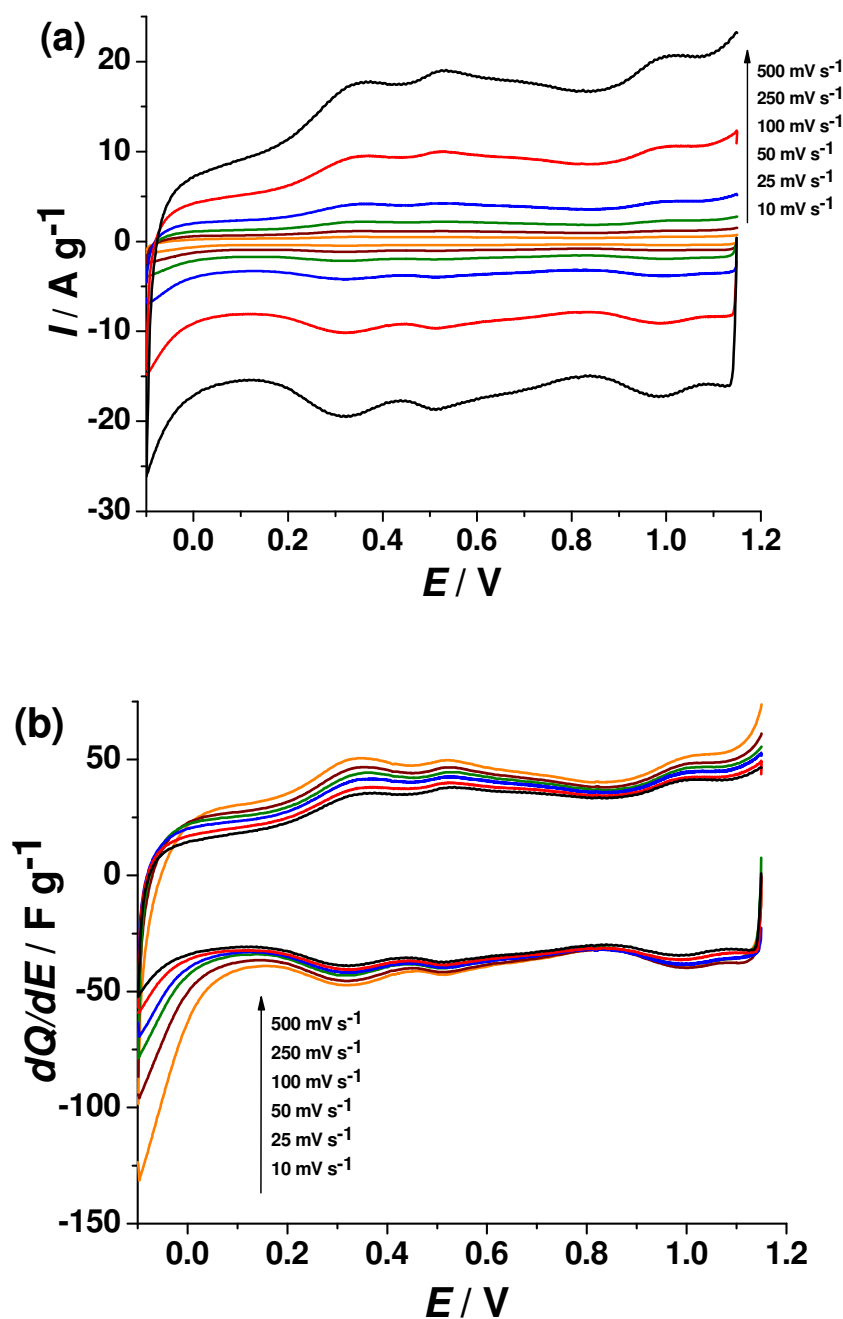 (a)
20
10
0
-10
-20
-30
I / A g⁻¹
500 mV s⁻¹
250 mV s⁻¹
100 mV s⁻¹
50 mV s⁻¹
25 mV s⁻¹
10 mV s⁻¹
0.0 0.2 0.4 0.6 0.8 1.0 1.2
E / V
(b)
50
0
-50
-100
-150
dQ/dE / F g⁻¹
500 mV s⁻¹
250 mV s⁻¹
100 mV s⁻¹
50 mV s⁻¹
25 mV s⁻¹
10 mV s⁻¹
0.0 0.2 0.4 0.6 0.8 1.0 1.2
E / V